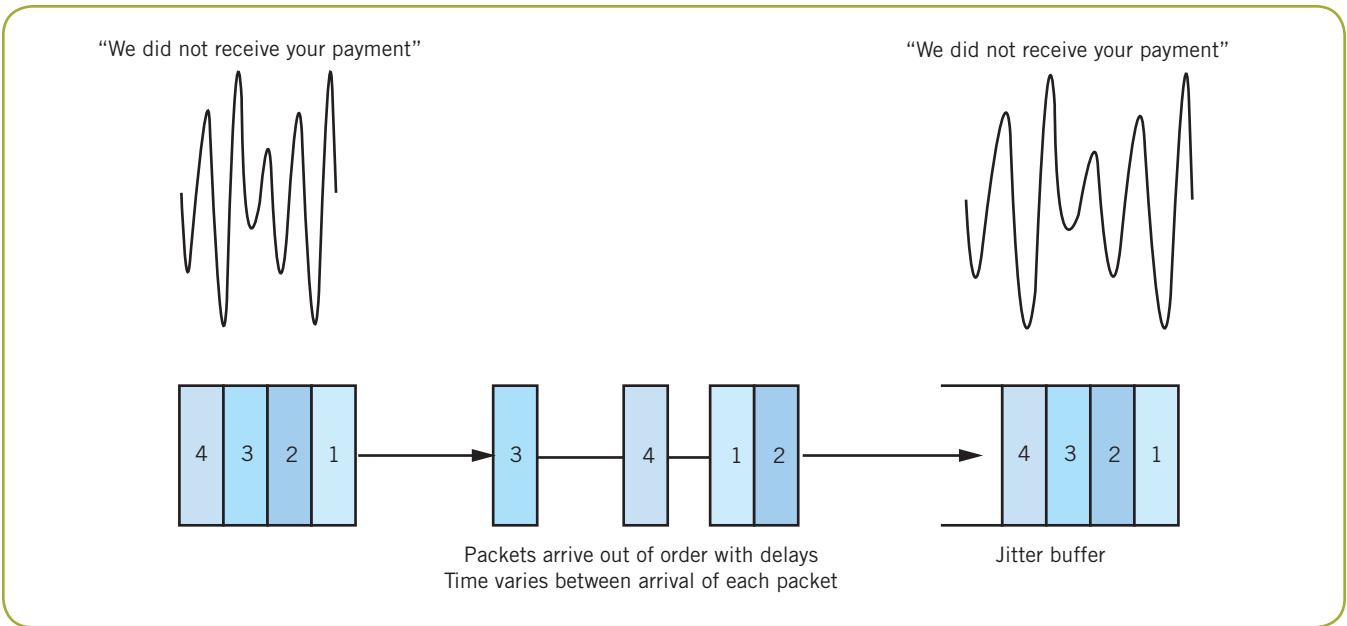 “We did not receive your payment”
“We did not receive your payment”
4 3 2 1
3
4
1 2
4 3 2 1
Packets arrive out of order with delays
Time varies between arrival of each packet
Jitter buffer